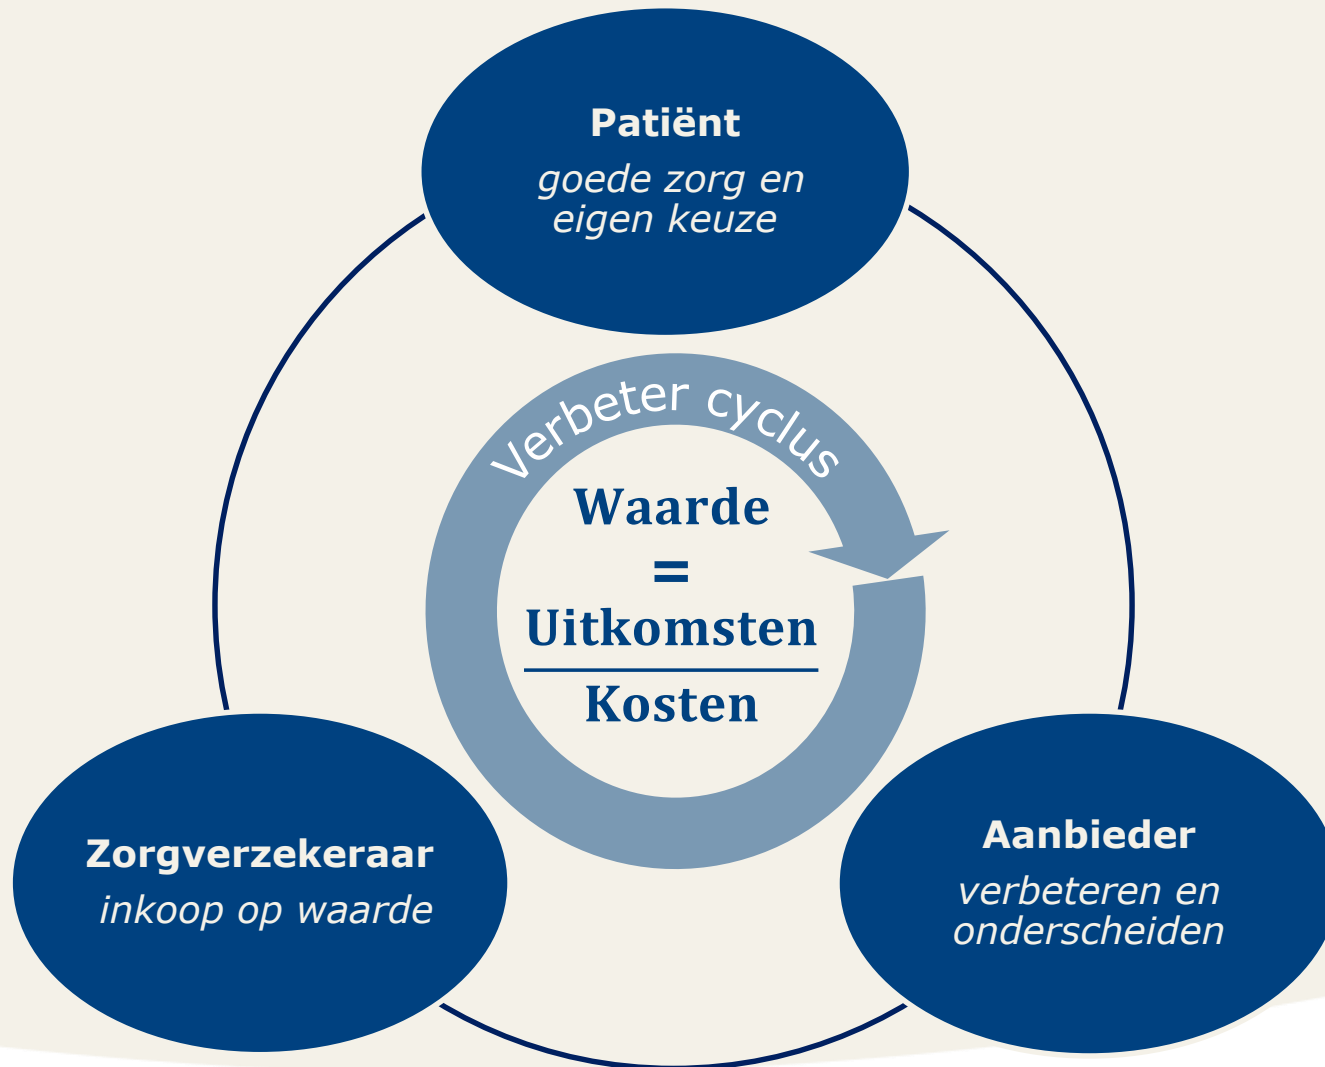 Patiënt
goede zorg en
eigen keuze
Verbeter cyclus
Waarde
=
Uitkomsten
Kosten
Zorgverzekeraar
inkoop op waarde
Aanbieder
verbeteren en
onderscheiden